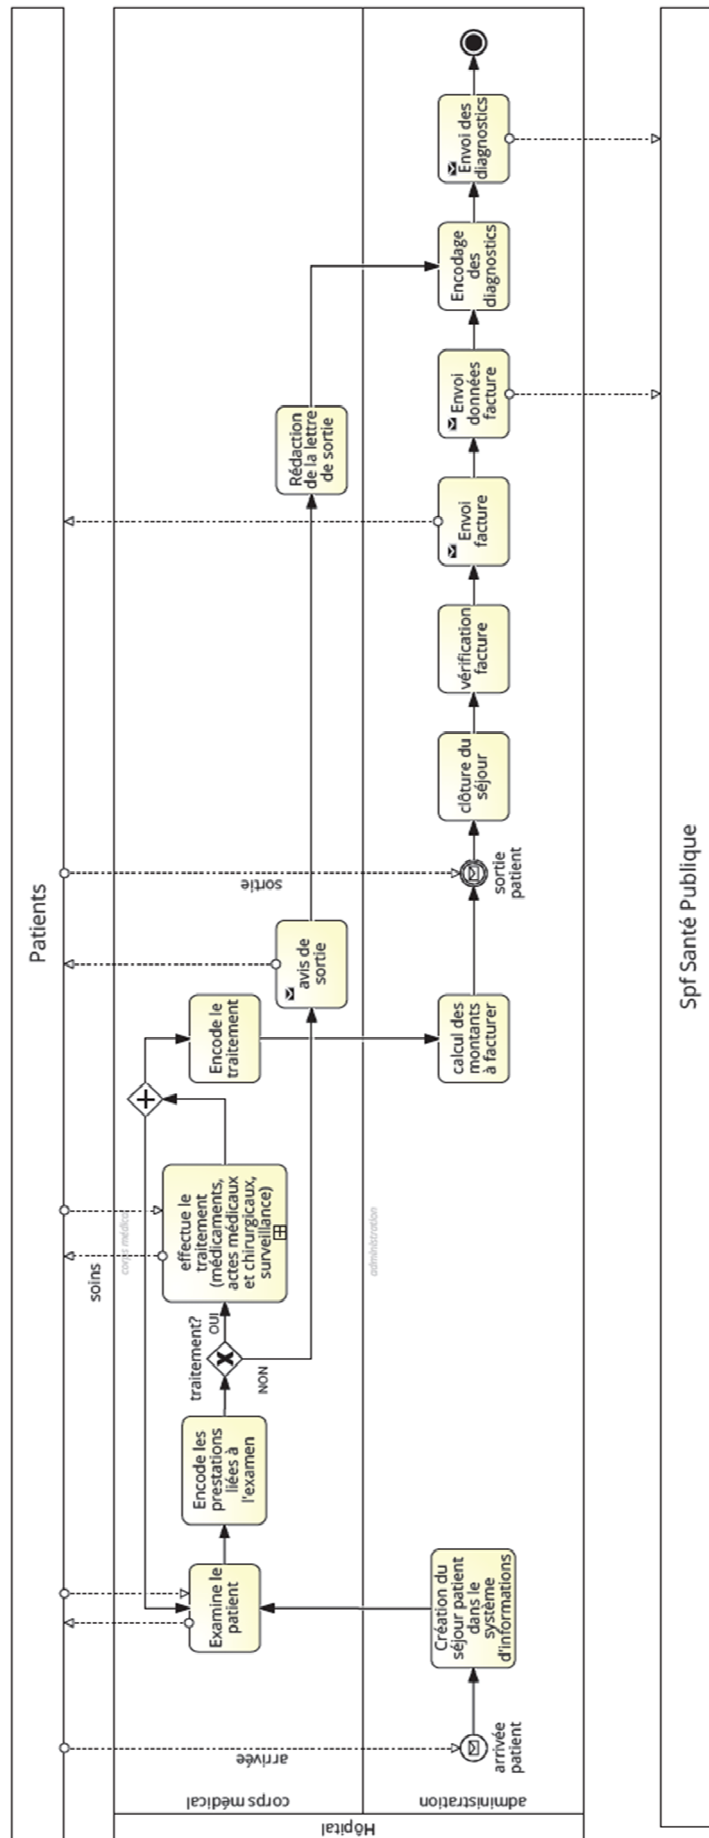 Patients
soins
Hôpital
corps médical
administration
corps médical
administration
arrivée
arrivée
patient
Création du
séjour patient
dans le
système
d'informations
Examine le
patient
Encode les
prestations
liées à
l'examen
traitement?
OUI
NON
effectue le
traitement
(médicaments,
actes médicaux
et chirurgicaux,
surveillance)
Encode le
traitement
calcul des
montants
à facturer
avis de
sortie
sortie
sortie
patient
clôture du
séjour
vérification
facture
Envoi
facture
Rédaction
de la lettre
de sortie
Envoi
données
facture
Encodage
des
diagnostics
Envoi des
diagnostics
Spf Santé Publique